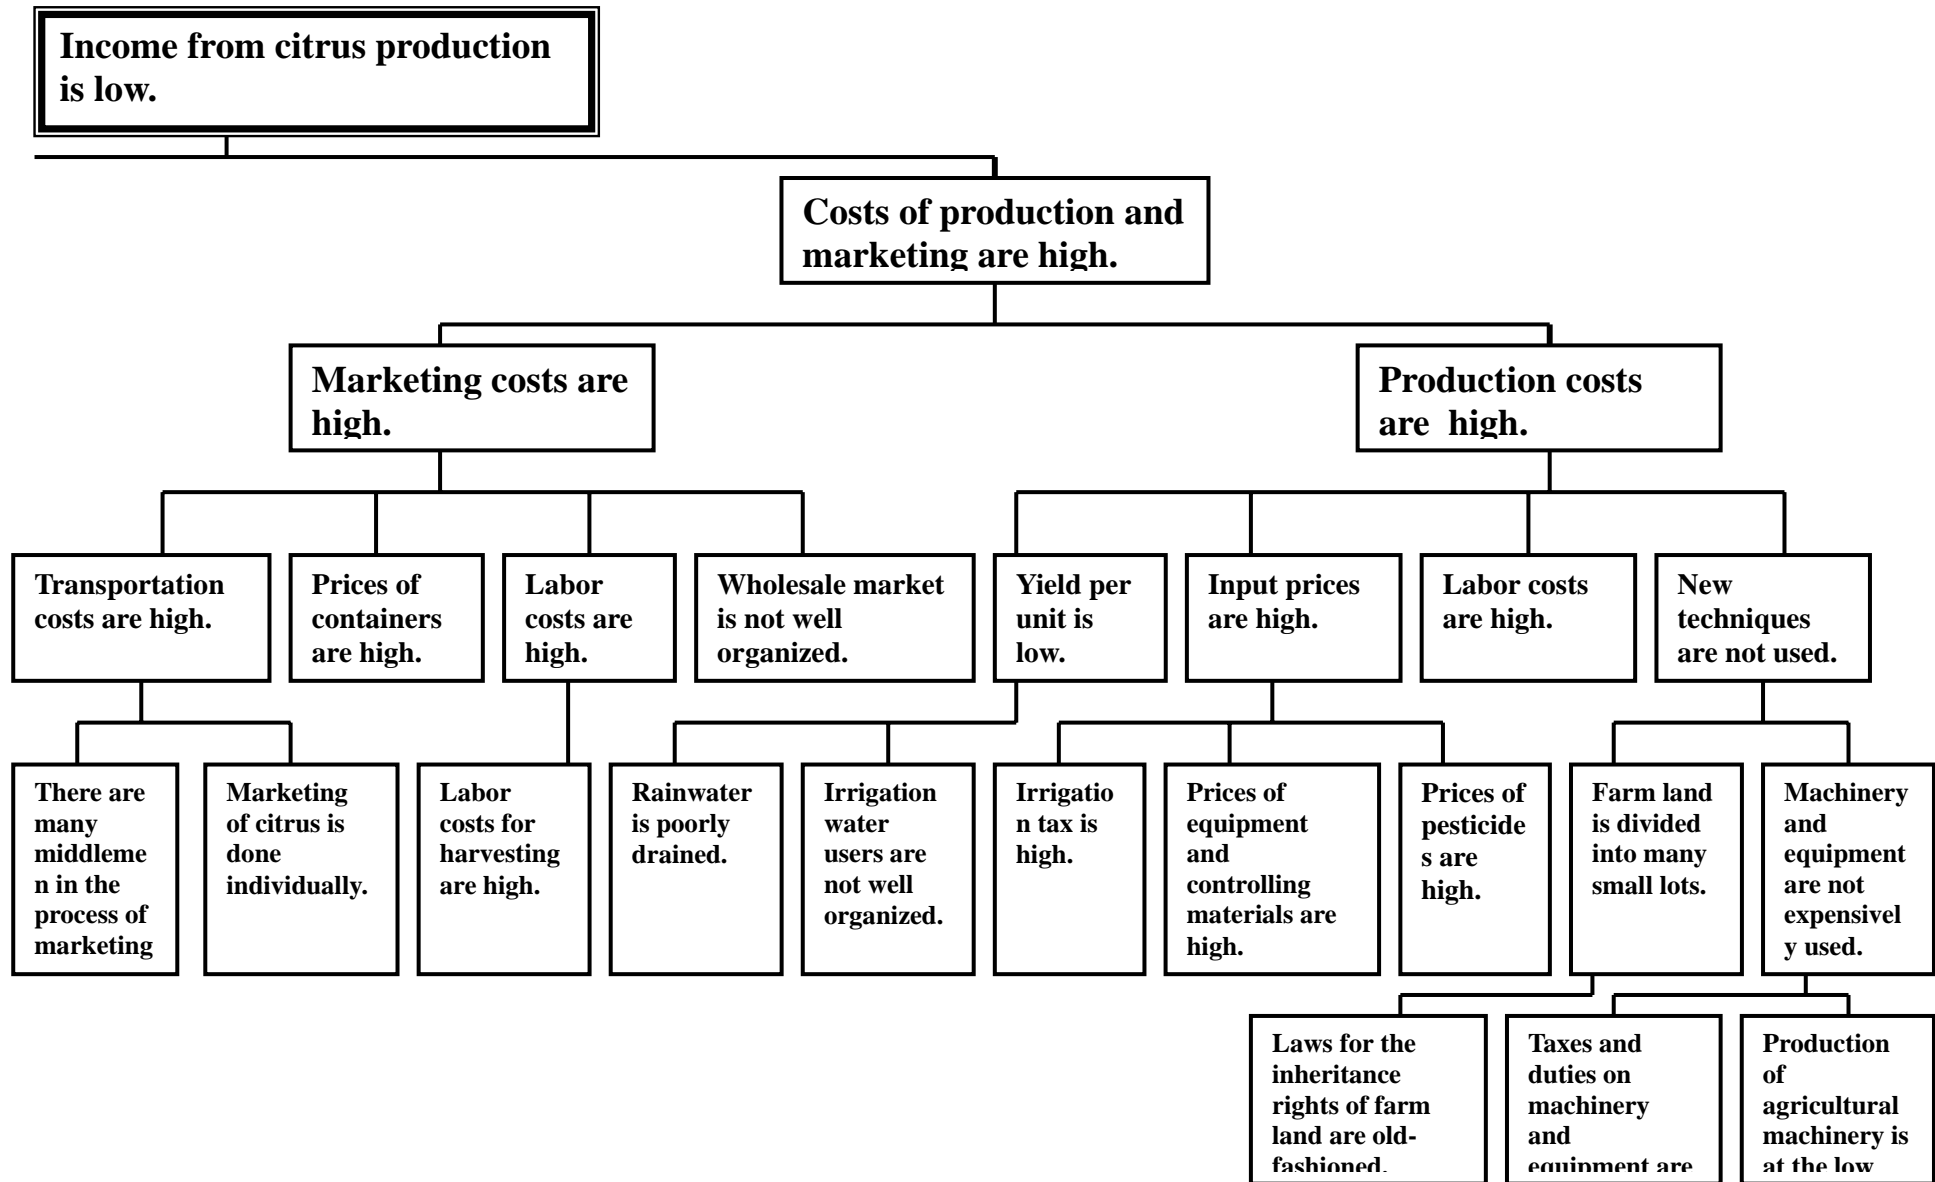 Income from citrus production
is low.
Costs of production and
marketing are high.
Marketing costs are
high.
Production costs
are  high.
Transportation
costs are high.
Prices of
containers
are high.
Labor
costs are
high.
Wholesale market
is not well
organized.
Yield per
unit is
low.
Input prices
are high.
Labor costs
are high.
New
techniques
are not used.
There are
many
middleme
n in the
process of
marketing
Marketing
of citrus is
done
individually.
Labor
costs for
harvesting
are high.
Rainwater
is poorly
drained.
Irrigation
water
users are
not well
organized.
Irrigatio
n tax is
high.
Prices of
equipment
and
controlling
materials are
high.
Prices of
pesticide
s are
high.
Farm land
is divided
into many
small lots.
Machinery
and
equipment
are not
expensivel
y used.
Laws for the
inheritance
rights of farm
land are old-
fashioned.
Taxes and
duties on
machinery
and
equipment are
Production
of
agricultural
machinery is
at the low